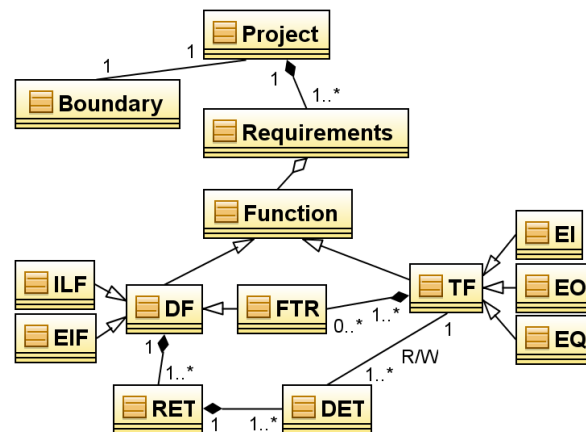 Project
1
1
1
Boundary
1..*
Requirements
Function
EI
ILF
TF
EO
DF
FTR
EIF
0..*
1..*
1
EQ
1
R/W
1..*
1..*
RET
1
1..*
DET